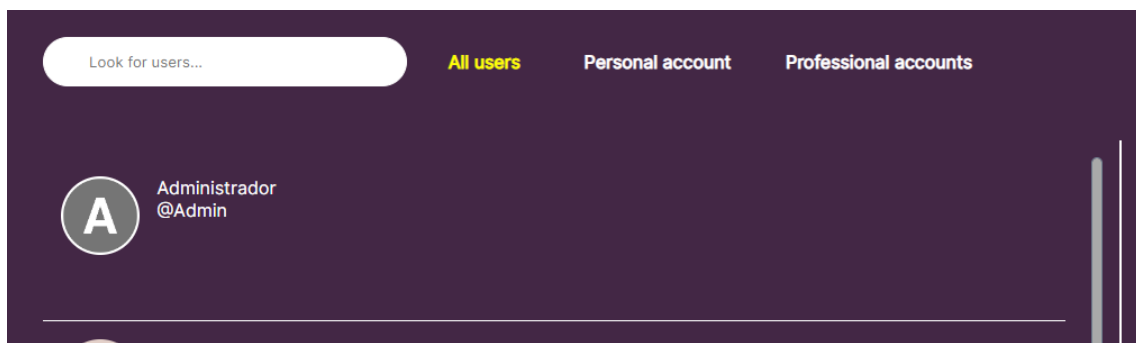 Look for users... All users Personal account Professional accounts
A
Administrador
@Admin